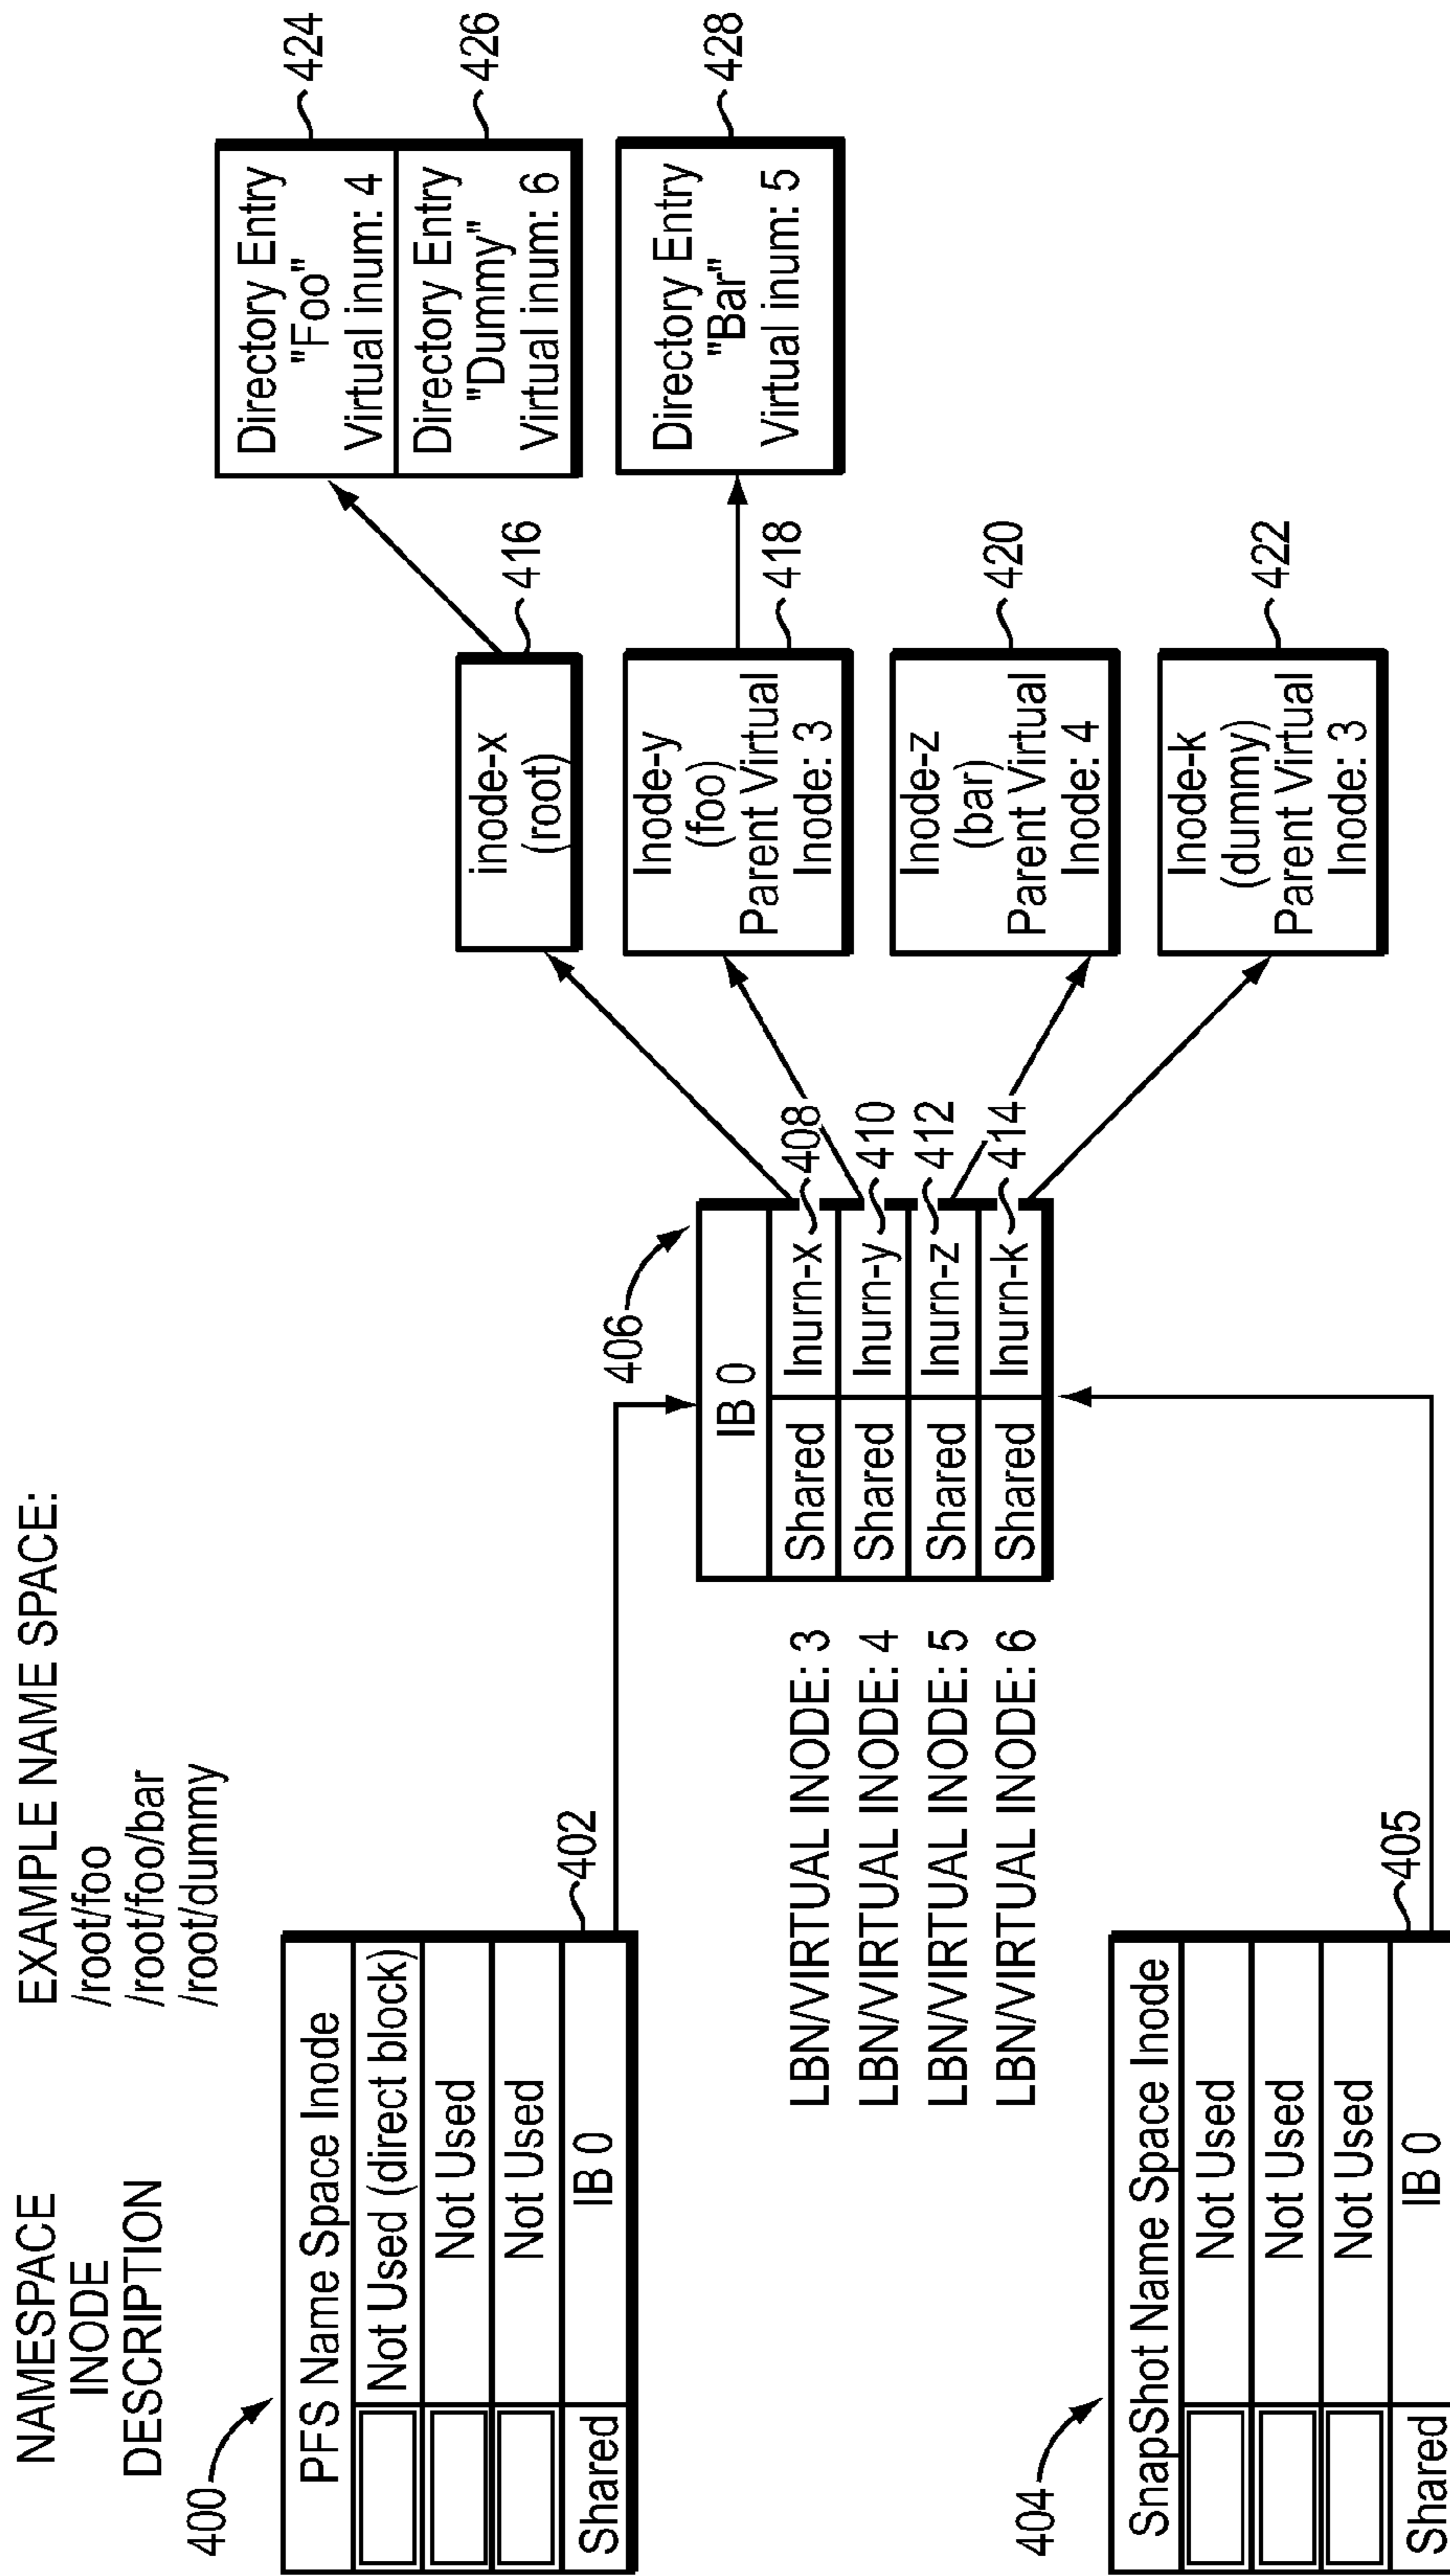 NAMESPACE
INODE
DESCRIPTION
EXAMPLE NAME SPACE:
/root/foo
/root/foo/bar
/root/dummy
400
PFS Name Space Inode
Not Used (direct block)
Not Used
Not Used
Shared IB 0
402
404
SnapShot Name Space Inode
Not Used
Not Used
Not Used
Shared IB 0
405
406
IB 0
LBN/VIRTUAL INODE: 3 Shared Inurn-x 408
LBN/VIRTUAL INODE: 4 Shared Inurn-y 410
LBN/VIRTUAL INODE: 5 Shared Inurn-z 412
LBN/VIRTUAL INODE: 6 Shared Inurn-k 414
inode-x
(root)
416
Inode-y
(foo)
Parent Virtual
Inode: 3
418
Inode-z
(bar)
Parent Virtual
Inode: 4
420
Inode-k
(dummy)
Parent Virtual
Inode: 3
422
Directory Entry
"Foo"
Virtual inum: 4
424
Directory Entry
"Dummy"
Virtual inum: 6
426
Directory Entry
"Bar"
Virtual inum: 5
428